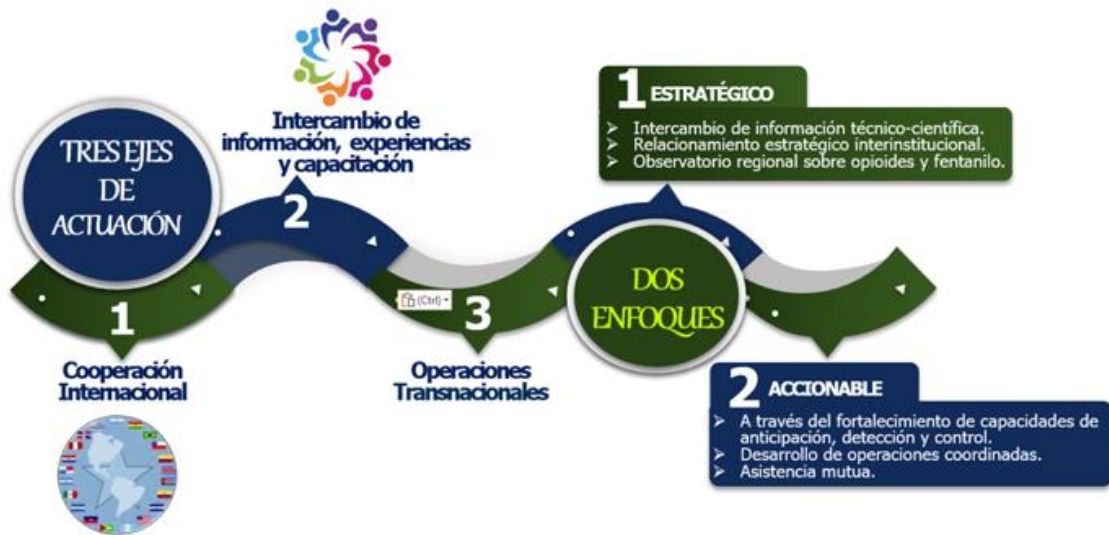 TRES EJES
DE
ACTUACIÓN
1
Cooperación
Internacional
Intercambio de
información, experiencias
y capacitación
2
(Ctrl)
3
Operaciones
Transnacionales
DOS
ENFOQUES
1 ESTRATÉGICO
➢ Intercambio de información técnico-científica.
➢ Relacionamiento estratégico interinstitucional.
➢ Observatorio regional sobre opioides y fentanilo.
2 ACCIONABLE
➢ A través del fortalecimiento de capacidades de
anticipación, detección y control.
➢ Desarrollo de operaciones coordinadas.
➢ Asistencia mutua.